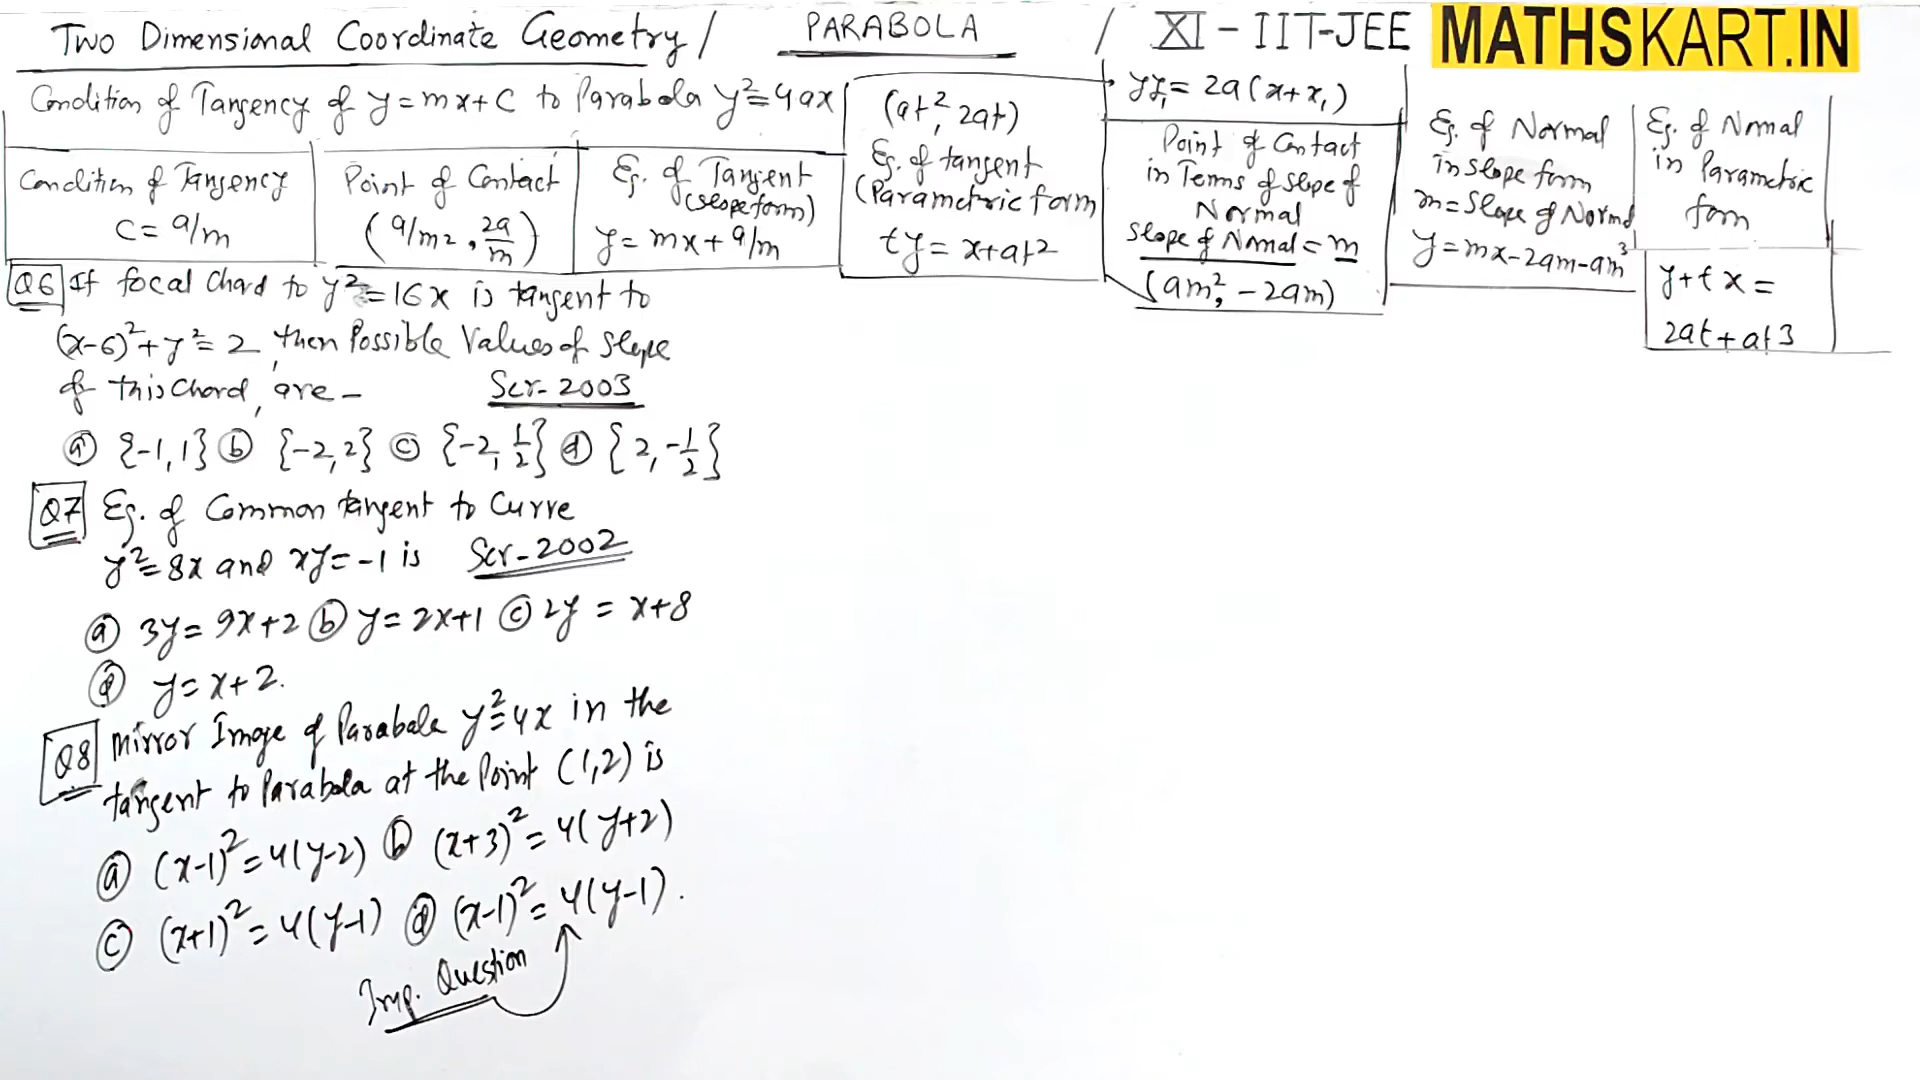 Two Dimensional Coordinate Geometry / PARABOLA / XI - IIT-JEE MATHSKART.IN
Condition of Tangency of y=mx+c to Parabola y²=4ax
Condition of Tangency
c = a/m
Point of Contact
(a/m², 2a/m)
Eq. of Tangent
(slope form)
y = mx + a/m
(at², 2at)
Eq. of tangent
(Parametric form
ty = x+at²
yy₁ = 2a(x+x₁)
Point of Contact
in Terms of slope of
Normal
slope of Normal = m
(am², -2am)
Eq. of Normal
in slope form
m = slope of Normal
y = mx-2am-am³
Eq. of Nomal
in Parametric
form
y+tx =
2at+at3
Q6 If focal Chord to y²=16x is tangent to
(x-6)²+y²=2, then Possible Values of slope
of this Chord, are - Scr-2003
(a) {-1,1} (b) {-2,2} (c) {-2, 1/2} (d) {2, -1/2}
Q7 Eq. of Common tangent to Curve
y²=8x and xy=-1 is Scr-2002
(a) 3y=9x+2 (b) y=2x+1 (c) 2y = x+8
(d) y=x+2.
Q8 Mirror Image of Parabola y²=4x in the
tangent to Parabola at the Point (1,2) is
(a) (x-1)²=4(y-2) (b) (x+3)²=4(y+2)
(c) (x+1)²=4(y-1) (d) (x-1)²=4(y-1).
Imp. Question